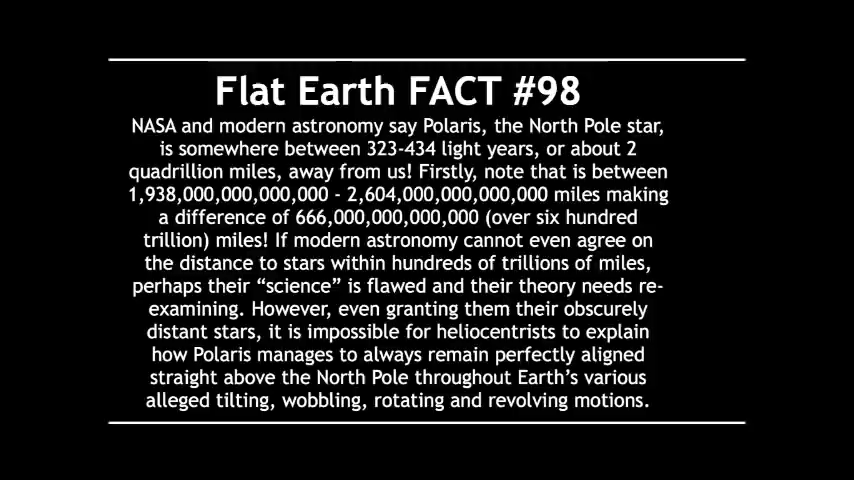 Flat Earth FACT #98
NASA and modern astronomy say Polaris, the North Pole star,
is somewhere between 323-434 light years, or about 2
quadrillion miles, away from us! Firstly, note that is between
1,938,000,000,000,000 - 2,604,000,000,000,000 miles making
a difference of 666,000,000,000,000 (over six hundred
trillion) miles! If modern astronomy cannot even agree on
the distance to stars within hundreds of trillions of miles,
perhaps their “science” is flawed and their theory needs re-
examining. However, even granting them their obscurely
distant stars, it is impossible for heliocentrists to explain
how Polaris manages to always remain perfectly aligned
straight above the North Pole throughout Earth’s various
alleged tilting, wobbling, rotating and revolving motions.